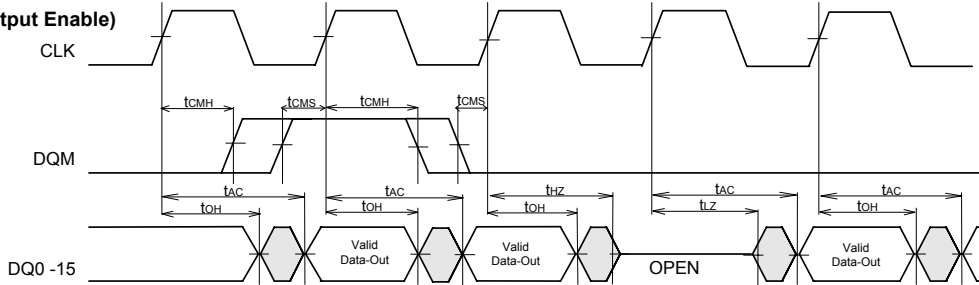 tput Enable)
CLK
tCMH tCMS tCMH tCMS
DQM
tAC tAC tHZ tAC tAC
tOH tOH tOH tLZ tOH
Valid Data-Out Valid Data-Out OPEN Valid Data-Out
DQ0 -15